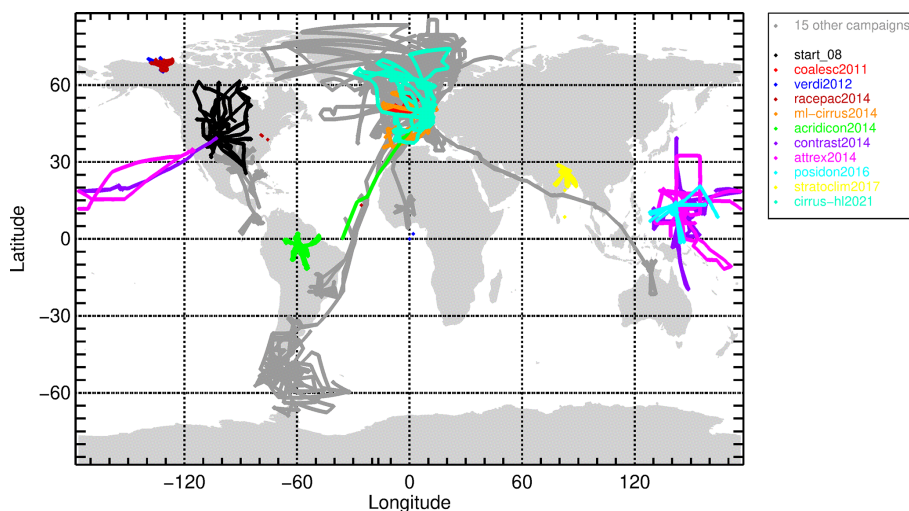 15 other campaigns
start_08
coalesc2011
verdi2012
racepac2014
ml-cirrus2014
acridicon2014
contrast2014
attrex2014
posidon2016
stratoclim2017
cirrus-hl2021
60
30
0
−30
−60
Latitude
−120
−60
0
60
120
Longitude